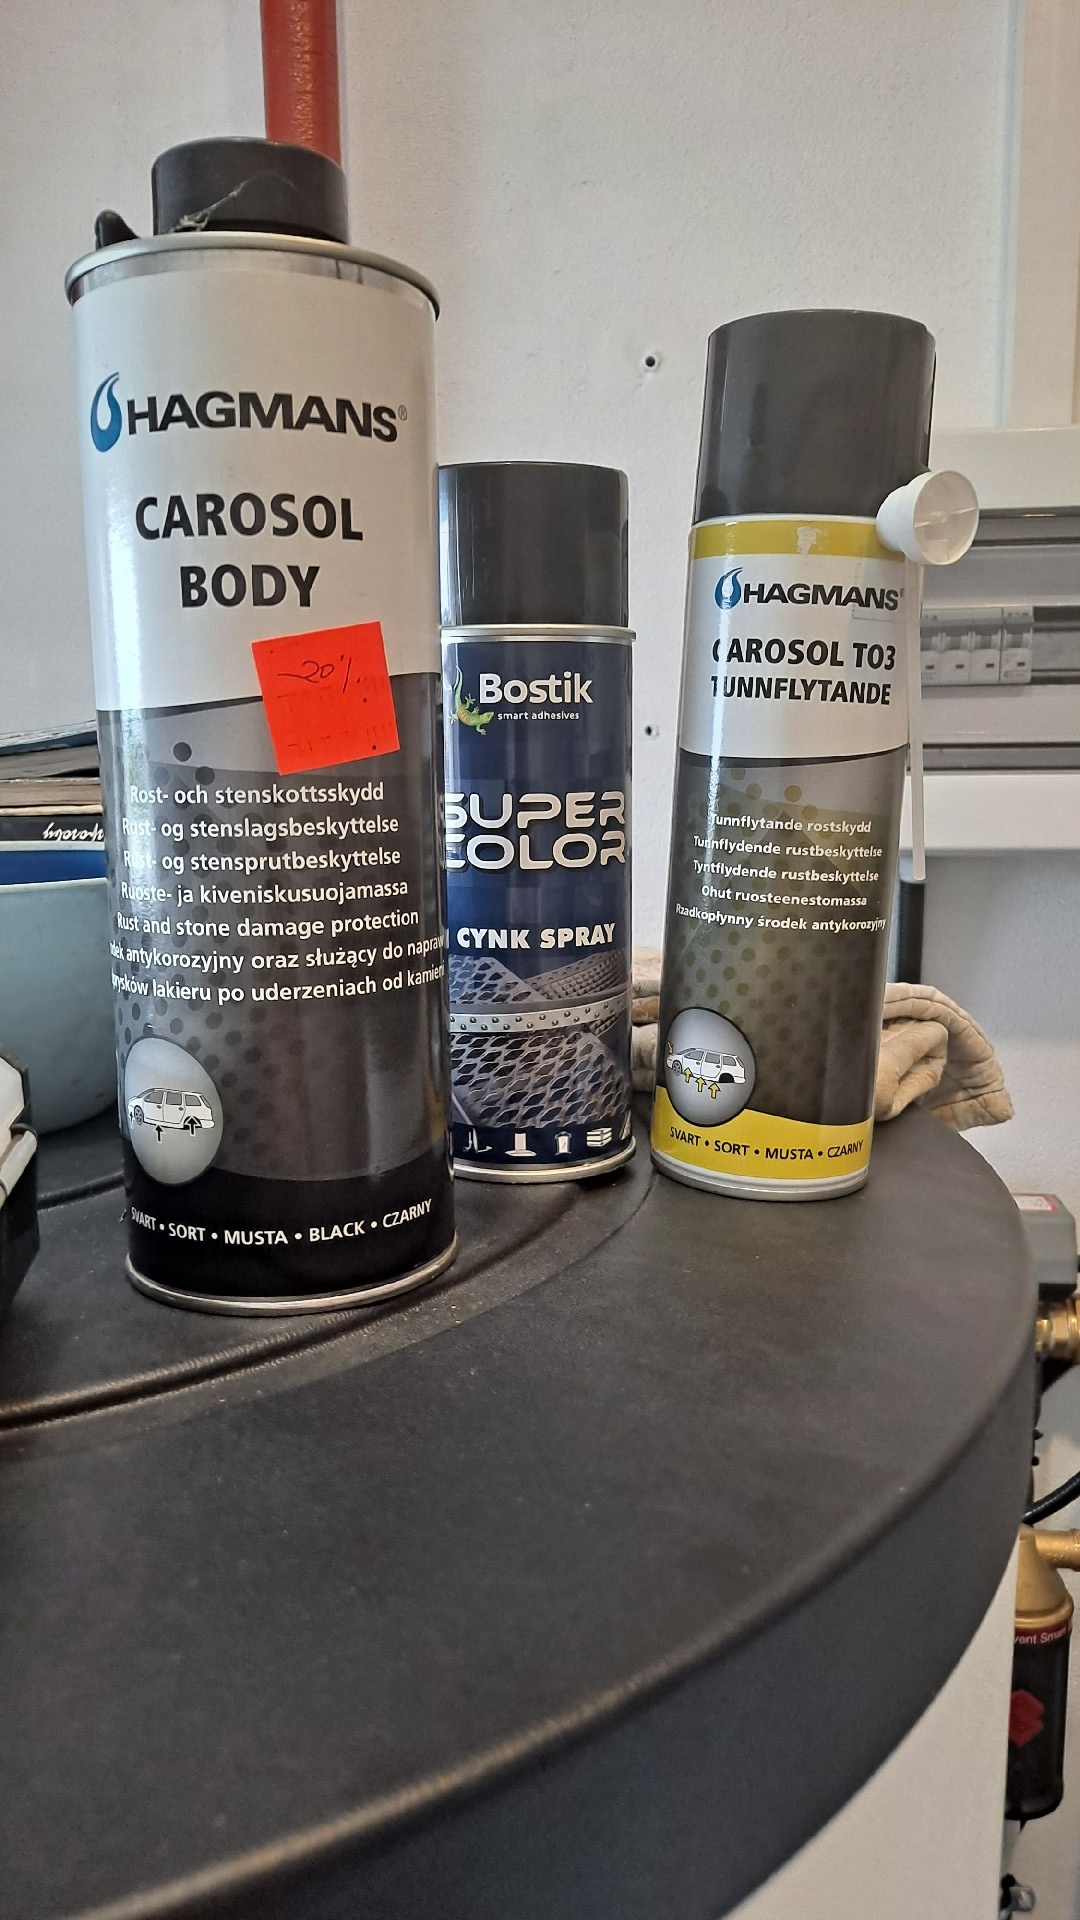 HAGMANS®
CAROSOL
BODY
-20%
Rost- och stenskottsskydd
Rust- og stenslagsbeskyttelse
Rust- og stensprutbeskyttelse
Ruoste- ja kiveniskusuojamassa
Rust and stone damage protection
antykorozyjny oraz służący do napraw
lakieru po uderzeniach od kamieni
SVART • SORT • MUSTA • BLACK • CZARNY
Bostik
smart adhesives
SUPER
COLOR
CYNK SPRAY
HAGMANS®
CAROSOL TO3
TUNNFLYTANDE
Tunnflytande rostskydd
Tunnflydende rustbeskyttelse
Tyntflydende rustbeskyttelse
Ohut ruosteenestomassa
Rzadkopłynny środek antykorozyjny
SVART • SORT • MUSTA • CZARNY